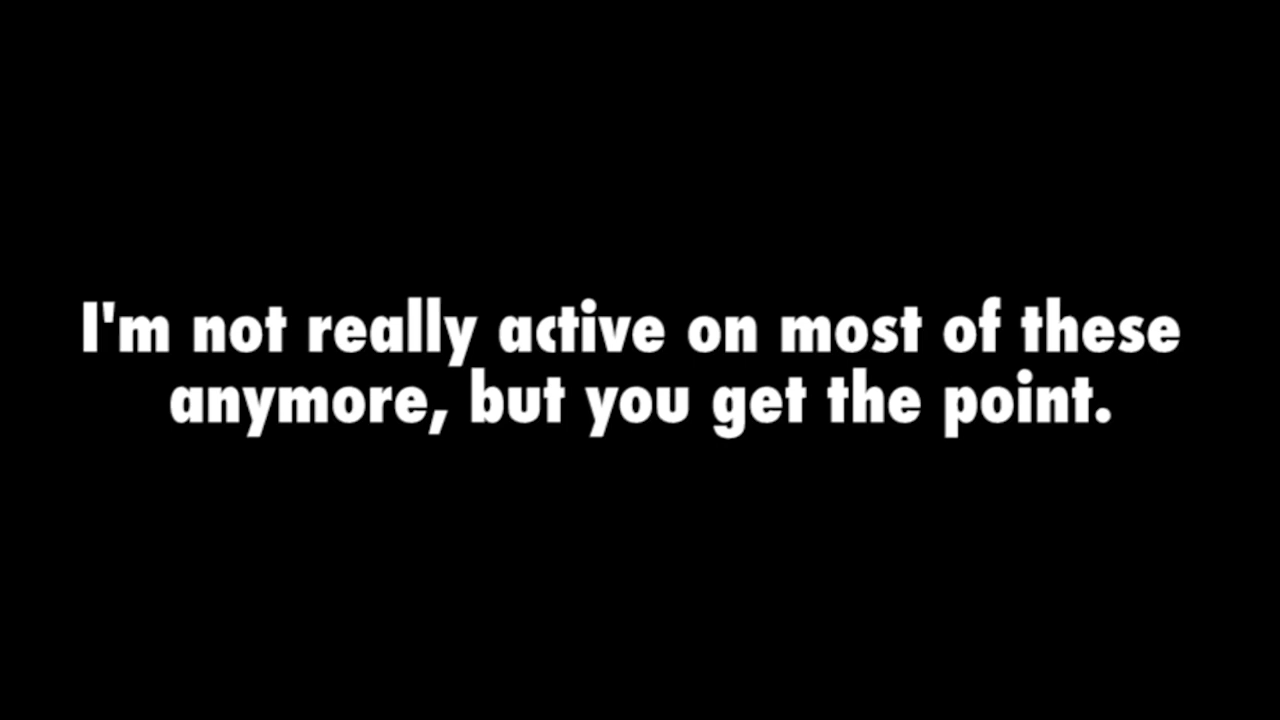 I'm not really active on most of these
anymore, but you get the point.